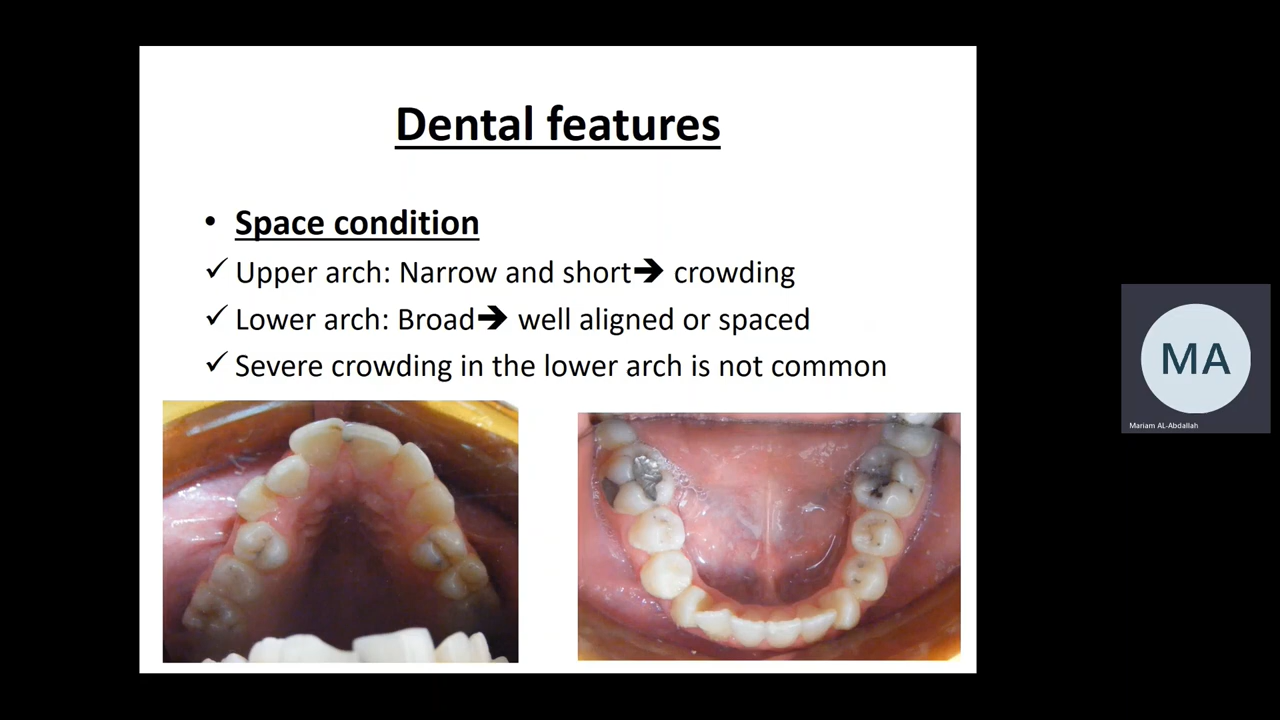 Dental features
• Space condition
✓ Upper arch: Narrow and short➔ crowding
✓ Lower arch: Broad➔ well aligned or spaced
✓ Severe crowding in the lower arch is not common
MA
Mariam AL-Abdallah